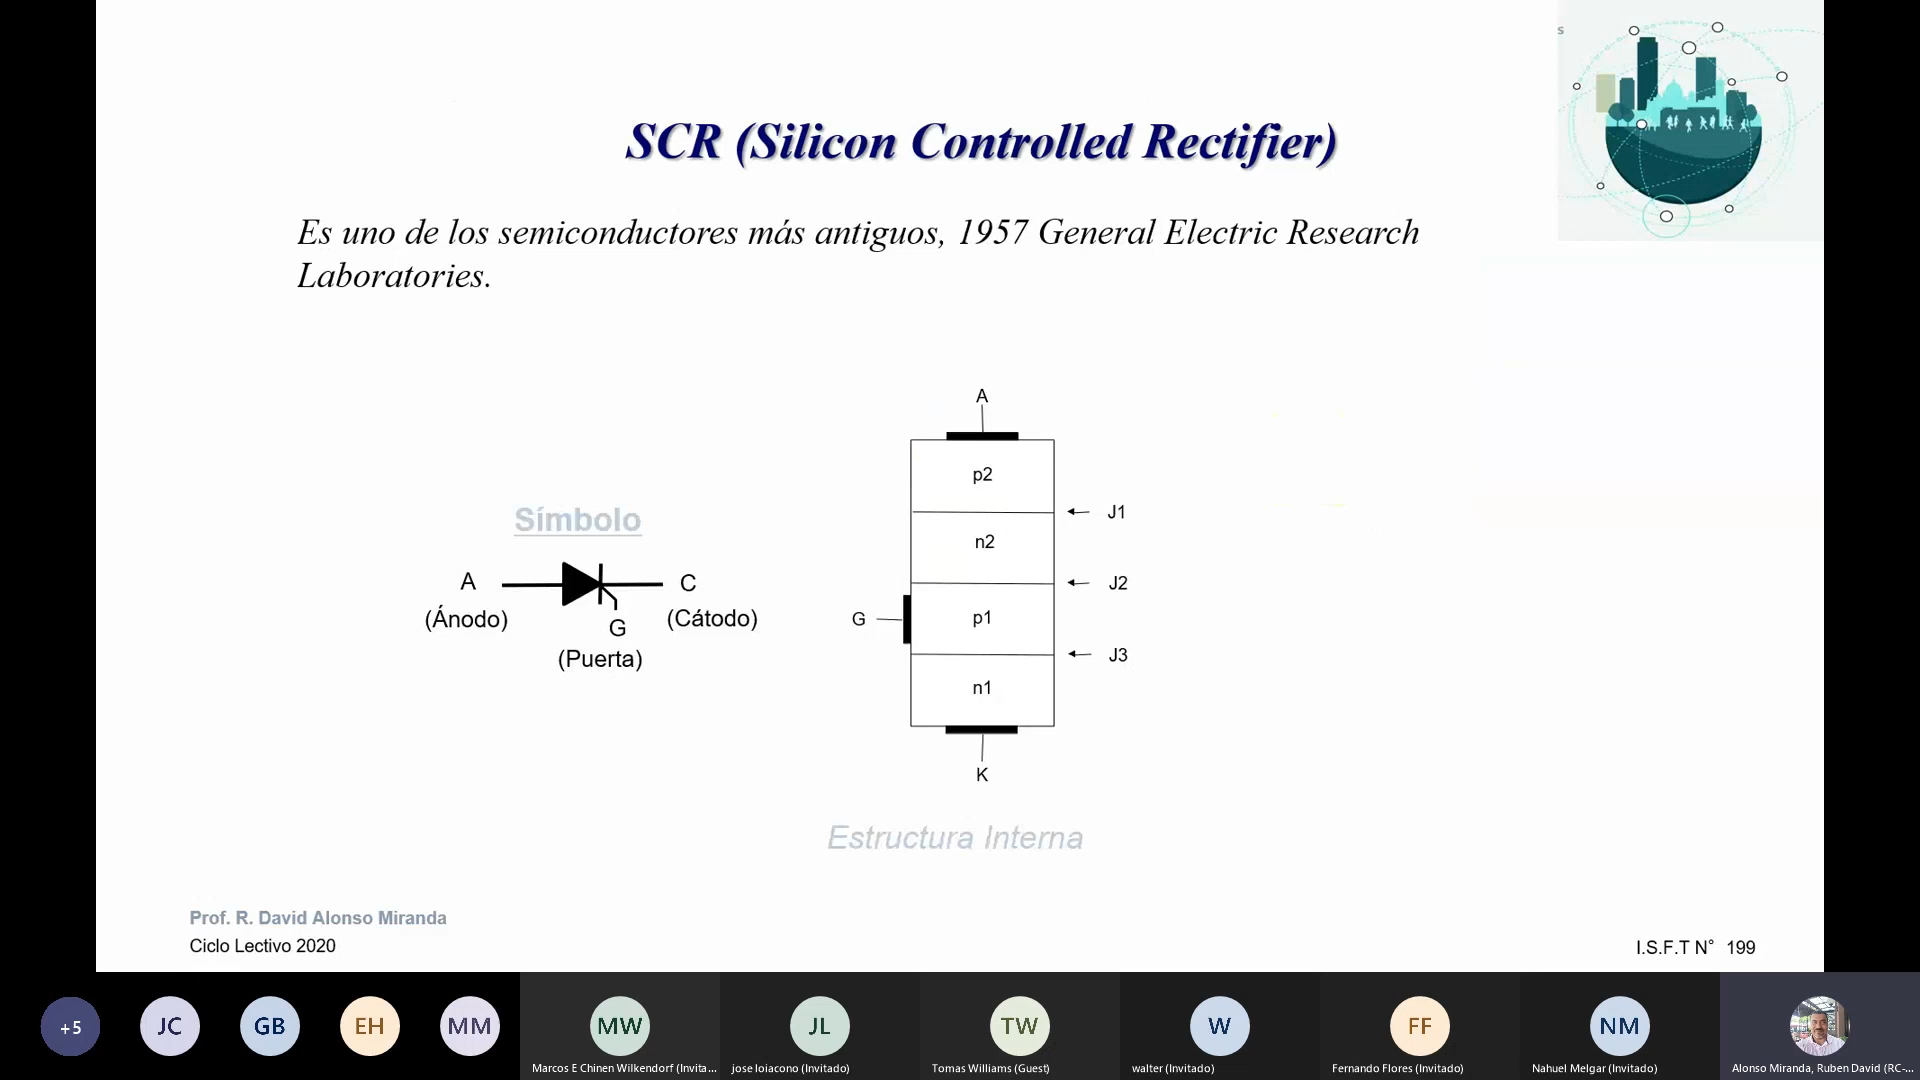 s
SCR (Silicon Controlled Rectifier)
Es uno de los semiconductores más antiguos, 1957 General Electric Research
Laboratories.
Símbolo
A
(Ánodo)
C
(Cátodo)
G
(Puerta)
A
p2
J1
n2
J2
G
p1
J3
n1
K
Estructura Interna
Prof. R. David Alonso Miranda
Ciclo Lectivo 2020
I.S.F.T N° 199
+5
JC
GB
EH
MM
MW
JL
TW
W
FF
NM
Marcos E Chinen Wilkendorf (Invita...
jose loiacono (Invitado)
Tomas Williams (Guest)
walter (Invitado)
Fernando Flores (Invitado)
Nahuel Melgar (Invitado)
Alonso Miranda, Ruben David (RC-...